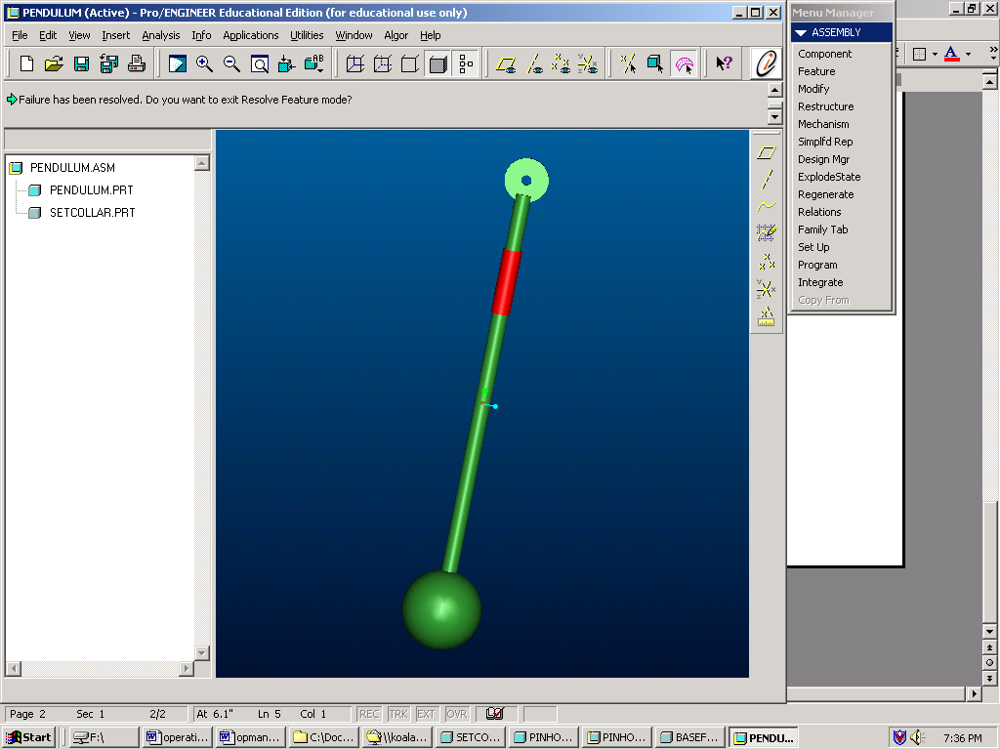 PENDULUM (Active) - Pro/ENGINEER Educational Edition (for educational use only)
File Edit View Insert Analysis Info Applications Utilities Window Algor Help
Failure has been resolved. Do you want to exit Resolve Feature mode?
PENDULUM.ASM
PENDULUM.PRT
SETCOLLAR.PRT
Menu Manager
ASSEMBLY
Component
Feature
Modify
Restructure
Mechanism
Simplfd Rep
Design Mgr
ExplodeState
Regenerate
Relations
Family Tab
Set Up
Program
Integrate
Copy From
Page 2 Sec 1 2/2 At 6.1" Ln 5 Col 1 REC TRK EXT OVR
Start F:\ operati... opman... C:\Doc... \\koala... SETCO... PINHO... PINHO... BASEF... PENDU... 7:36 PM